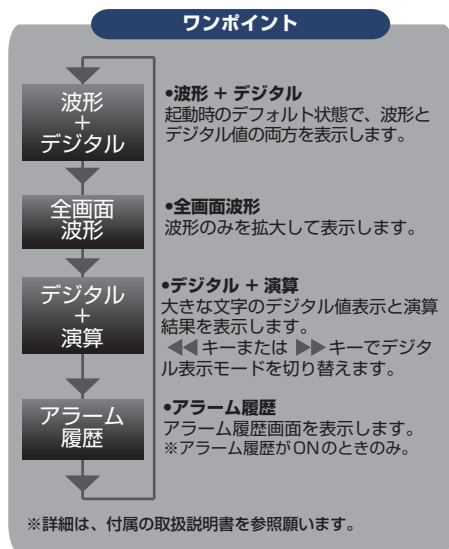 ワンポイント
波形
+
デジタル
•波形 + デジタル
起動時のデフォルト状態で、波形と
デジタル値の両方を表示します。
全画面
波形
•全画面波形
波形のみを拡大して表示します。
デジタル
+
演算
•デジタル + 演算
大きな文字のデジタル値表示と演算
結果を表示します。
◀◀キーまたは ▶▶キーでデジタ
ル表示モードを切り替えます。
アラーム
履歴
•アラーム履歴
アラーム履歴画面を表示します。
※アラーム履歴がONのときのみ。
※詳細は、付属の取扱説明書を参照願います。